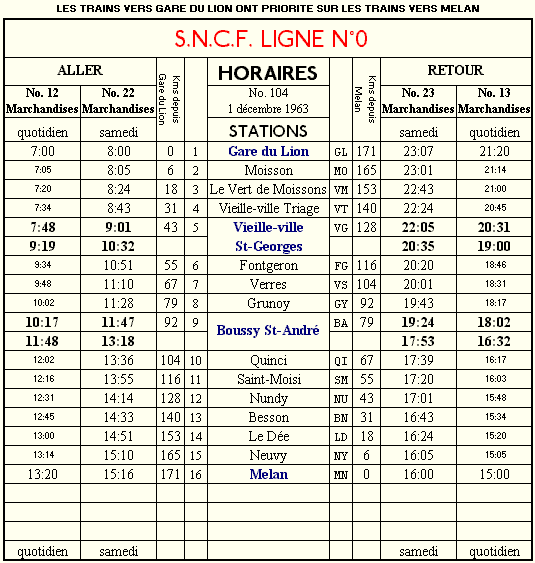 LES TRAINS VERS GARE DU LION ONT PRIORITE SUR LES TRAINS VERS MELAN
S.N.C.F. LIGNE N°0
ALLER Kms depuis Gare du Lion HORAIRES Kms depuis Melan RETOUR
No. 12 No. 22 No. 104 No. 23 No. 13
Marchandises Marchandises 1 décembre 1963 Marchandises Marchandises
quotidien samedi STATIONS samedi quotidien
7:00 8:00 0 1 Gare du Lion GL 171 23:07 21:20
7:05 8:05 6 2 Moisson MO 165 23:01 21:14
7:20 8:24 18 3 Le Vert de Moissons VM 153 22:43 21:00
7:34 8:43 31 4 Vieille-ville Triage VT 140 22:24 20:45
7:48 9:01 43 5 Vieille-ville VG 128 22:05 20:31
9:19 10:32 St-Georges 20:35 19:00
9:34 10:51 55 6 Fontgeron FG 116 20:20 18:46
9:48 11:10 67 7 Verres VS 104 20:01 18:31
10:02 11:28 79 8 Grunoy GY 92 19:43 18:17
10:17 11:47 92 9 Boussy St-André BA 79 19:24 18:02
11:48 13:18 17:53 16:32
12:02 13:36 104 10 Quinci QI 67 17:39 16:17
12:16 13:55 116 11 Saint-Moisi SM 55 17:20 16:03
12:31 14:14 128 12 Nundy NU 43 17:01 15:48
12:45 14:33 140 13 Besson BN 31 16:43 15:34
13:00 14:51 153 14 Le Dée LD 18 16:24 15:20
13:14 15:10 165 15 Neuvy NY 6 16:05 15:05
13:20 15:16 171 16 Melan MN 0 16:00 15:00
quotidien samedi samedi quotidien